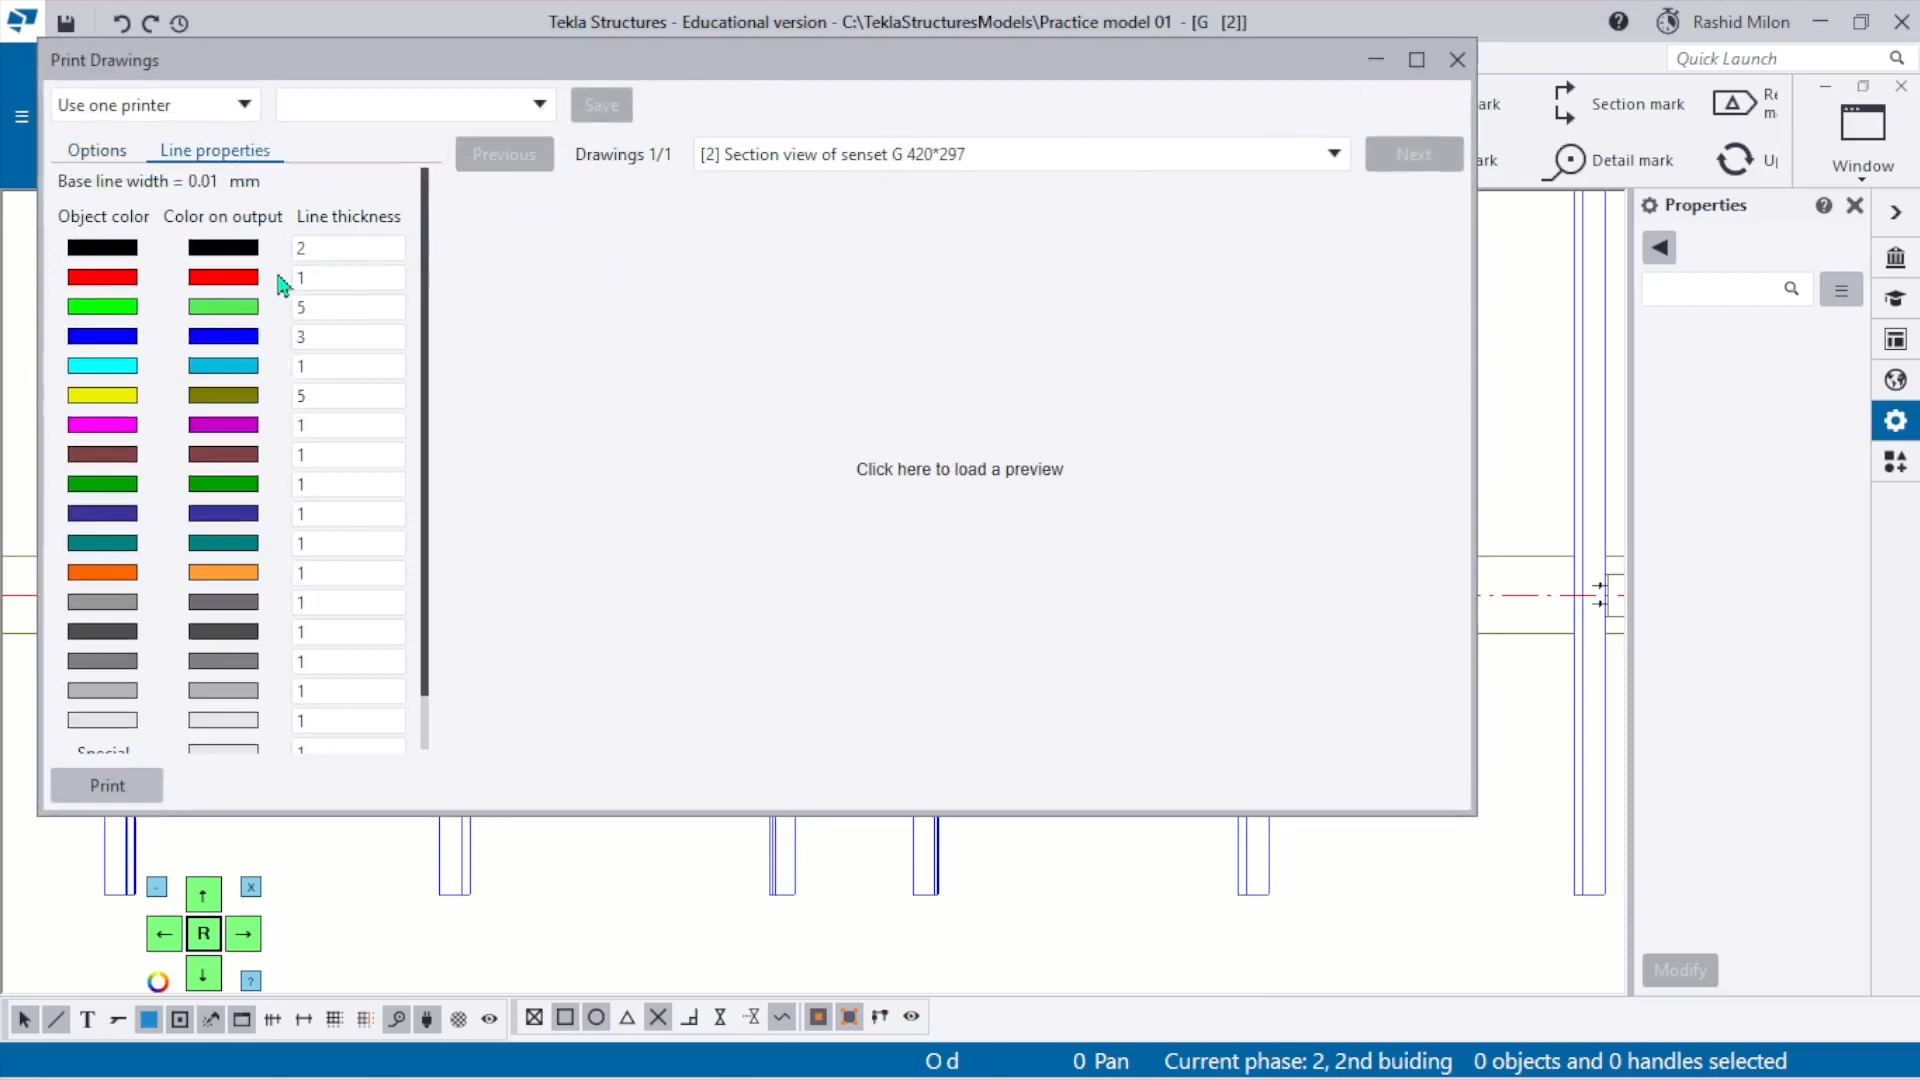 Tekla Structures - Educational version - C:\TeklaStructuresModels\Practice model 01 - [G [2]]
Rashid Milon
Print Drawings
Quick Launch
Use one printer
Save
ark
Section mark
Re
m
Options
Line properties
Previous
Drawings 1/1
[2] Section view of senset G 420*297
Next
ark
Detail mark
Window
Base line width = 0.01 mm
Properties
Object color
Color on output
Line thickness
2
1
5
3
1
5
1
1
1
1
1
1
1
1
1
1
1
Special
1
Click here to load a preview
Print
- X
R
?
Modify
T
O d
0 Pan
Current phase: 2, 2nd buiding
0 objects and 0 handles selected